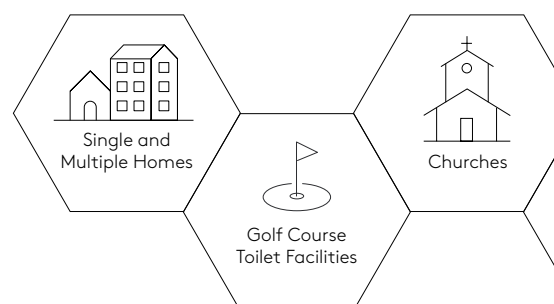 Single and
Multiple Homes
Golf Course
Toilet Facilities
Churches